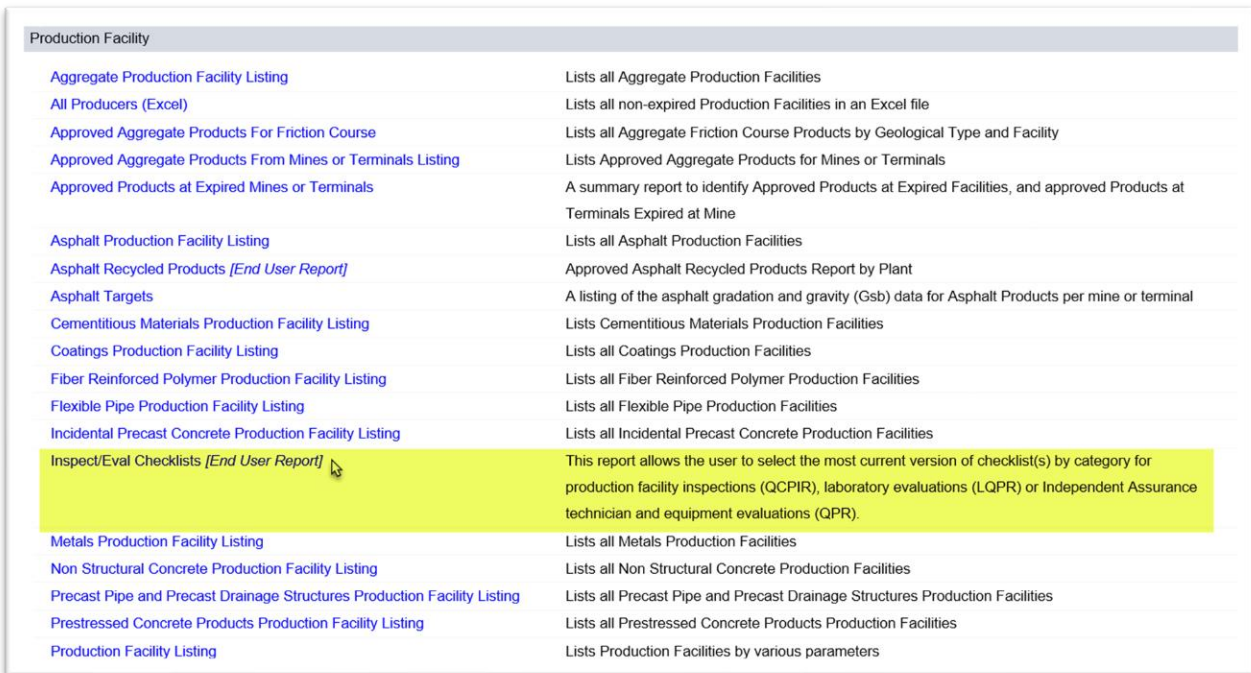 Production Facility
Aggregate Production Facility Listing Lists all Aggregate Production Facilities
All Producers (Excel) Lists all non-expired Production Facilities in an Excel file
Approved Aggregate Products For Friction Course Lists all Aggregate Friction Course Products by Geological Type and Facility
Approved Aggregate Products From Mines or Terminals Listing Lists Approved Aggregate Products for Mines or Terminals
Approved Products at Expired Mines or Terminals A summary report to identify Approved Products at Expired Facilities, and approved Products at
Terminals Expired at Mine
Asphalt Production Facility Listing Lists all Asphalt Production Facilities
Asphalt Recycled Products [End User Report] Approved Asphalt Recycled Products Report by Plant
Asphalt Targets A listing of the asphalt gradation and gravity (Gsb) data for Asphalt Products per mine or terminal
Cementitious Materials Production Facility Listing Lists Cementitious Materials Production Facilities
Coatings Production Facility Listing Lists all Coatings Production Facilities
Fiber Reinforced Polymer Production Facility Listing Lists all Fiber Reinforced Polymer Production Facilities
Flexible Pipe Production Facility Listing Lists all Flexible Pipe Production Facilities
Incidental Precast Concrete Production Facility Listing Lists all Incidental Precast Concrete Production Facilities
Inspect/Eval Checklists [End User Report] This report allows the user to select the most current version of checklist(s) by category for
production facility inspections (QCPIR), laboratory evaluations (LQPR) or Independent Assurance
technician and equipment evaluations (QPR).
Metals Production Facility Listing Lists all Metals Production Facilities
Non Structural Concrete Production Facility Listing Lists all Non Structural Concrete Production Facilities
Precast Pipe and Precast Drainage Structures Production Facility Listing Lists all Precast Pipe and Precast Drainage Structures Production Facilities
Prestressed Concrete Products Production Facility Listing Lists all Prestressed Concrete Products Production Facilities
Production Facility Listing Lists Production Facilities by various parameters